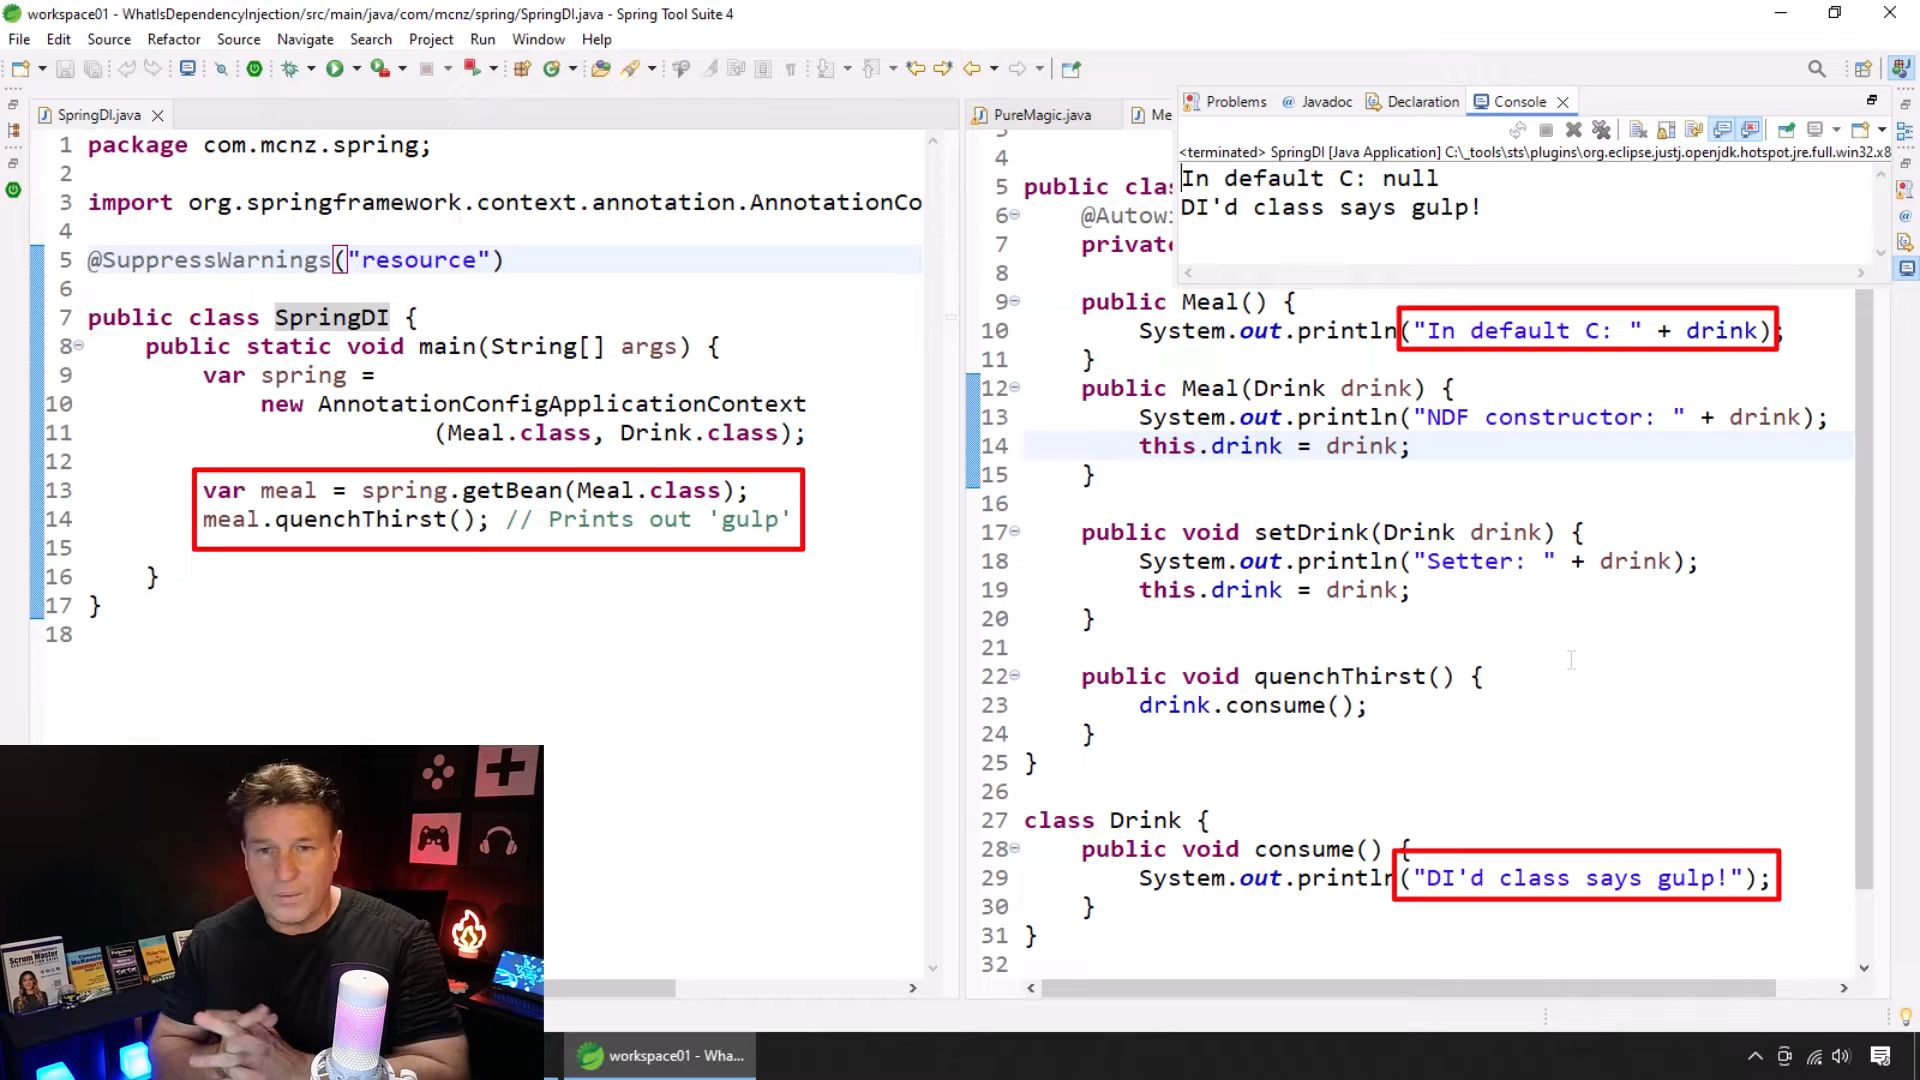 workspace01 - WhatIsDependencyInjection/src/main/java/com/mcnz/spring/SpringDI.java - Spring Tool Suite 4
File Edit Source Refactor Source Navigate Search Project Run Window Help
SpringDI.java
1 package com.mcnz.spring;
2
3 import org.springframework.context.annotation.AnnotationCo
4
5 @SuppressWarnings("resource")
6
7 public class SpringDI {
8 public static void main(String[] args) {
9 var spring =
10 new AnnotationConfigApplicationContext
11 (Meal.class, Drink.class);
12
13 var meal = spring.getBean(Meal.class);
14 meal.quenchThirst(); // Prints out 'gulp'
15
16 }
17 }
18
PureMagic.java Me
Problems Javadoc Declaration Console
<terminated> SpringDI [Java Application] C:\_tools\sts\plugins\org.eclipse.justj.openjdk.hotspot.jre.full.win32.x8
In default C: null
DI'd class says gulp!
4
5 public clas
6 @Autowi
7 privat
8
9 public Meal() {
10 System.out.println("In default C: " + drink);
11 }
12 public Meal(Drink drink) {
13 System.out.println("NDF constructor: " + drink);
14 this.drink = drink;
15 }
16
17 public void setDrink(Drink drink) {
18 System.out.println("Setter: " + drink);
19 this.drink = drink;
20 }
21
22 public void quenchThirst() {
23 drink.consume();
24 }
25 }
26
27 class Drink {
28 public void consume() {
29 System.out.println("DI'd class says gulp!");
30 }
31 }
32
Scrum Master
workspace01 - Wha...